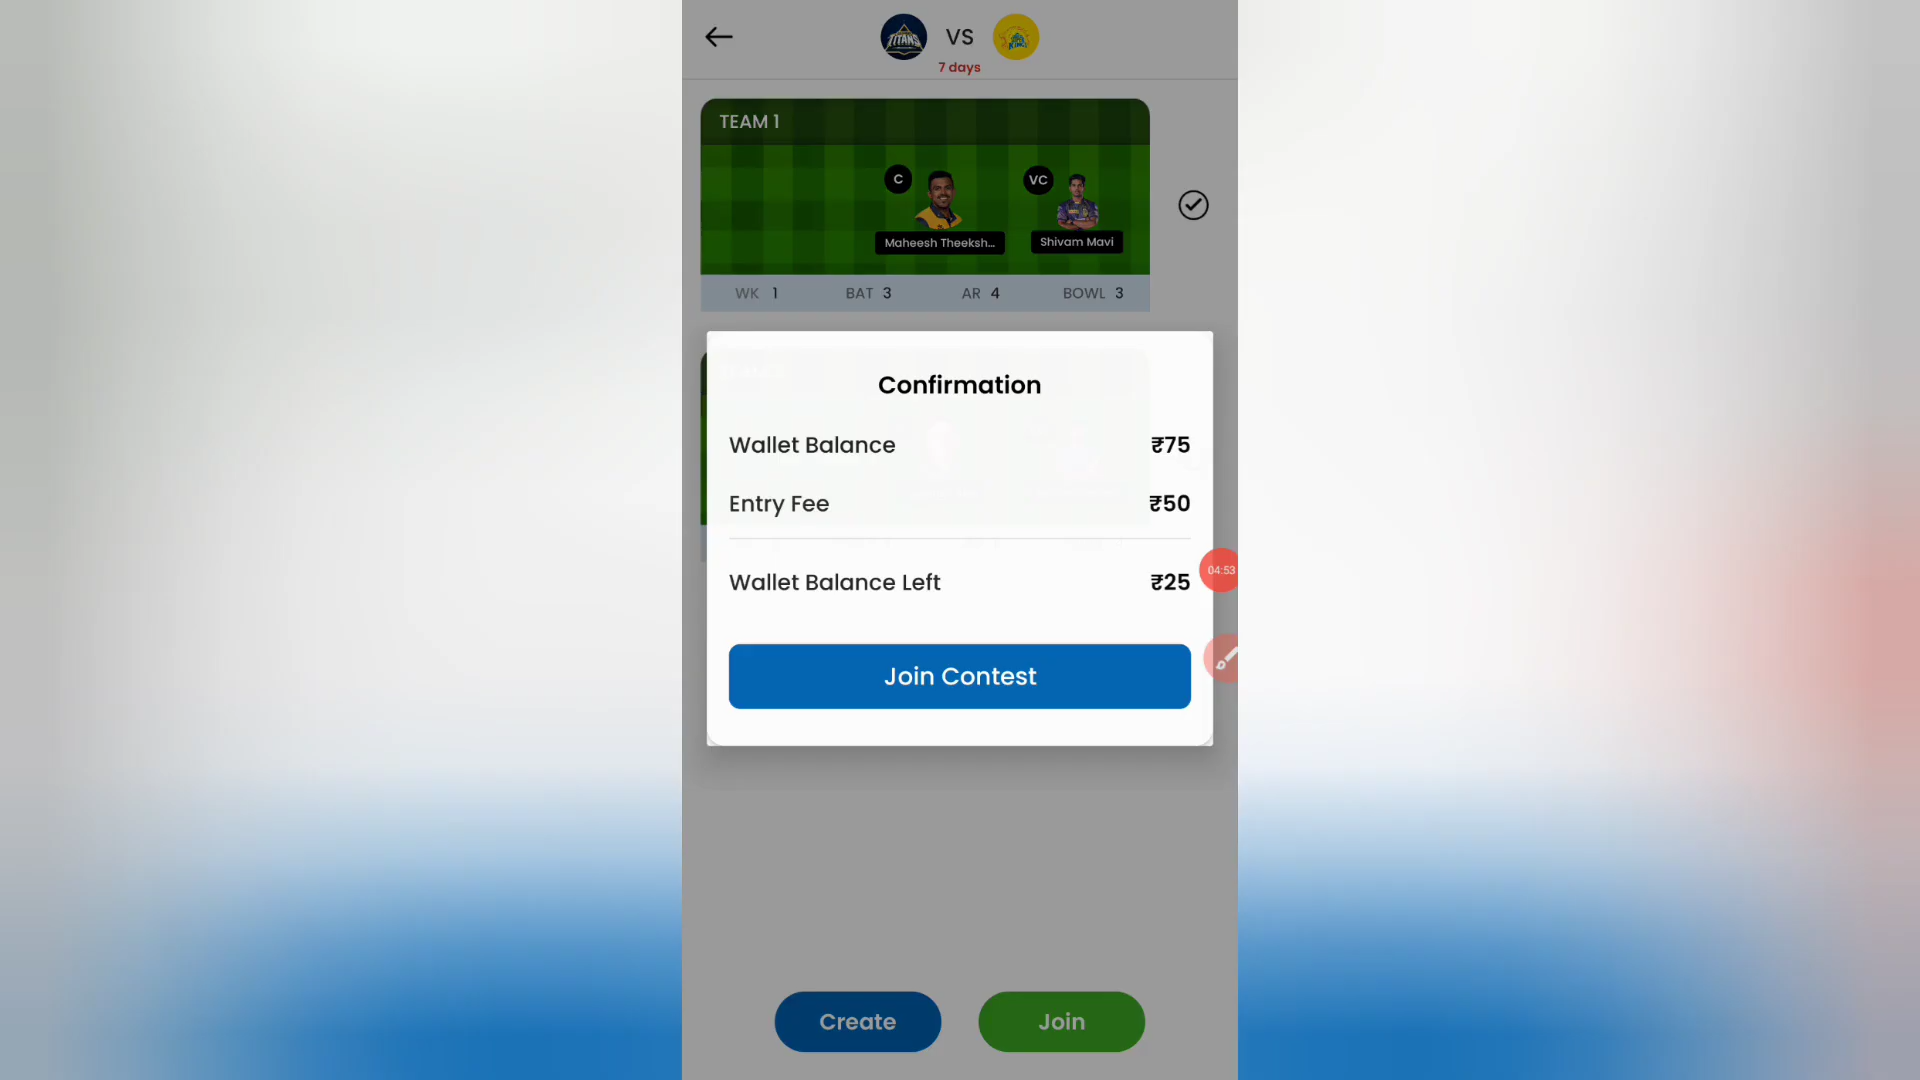 TITANS
VS
7 days
TEAM 1
C
VC
Maheesh Theeksh...
Shivam Mavi
WK 1
BAT 3
AR 4
BOWL 3
Confirmation
Wallet Balance ₹75
Entry Fee ₹50
Wallet Balance Left ₹25
04:53
Join Contest
Create
Join